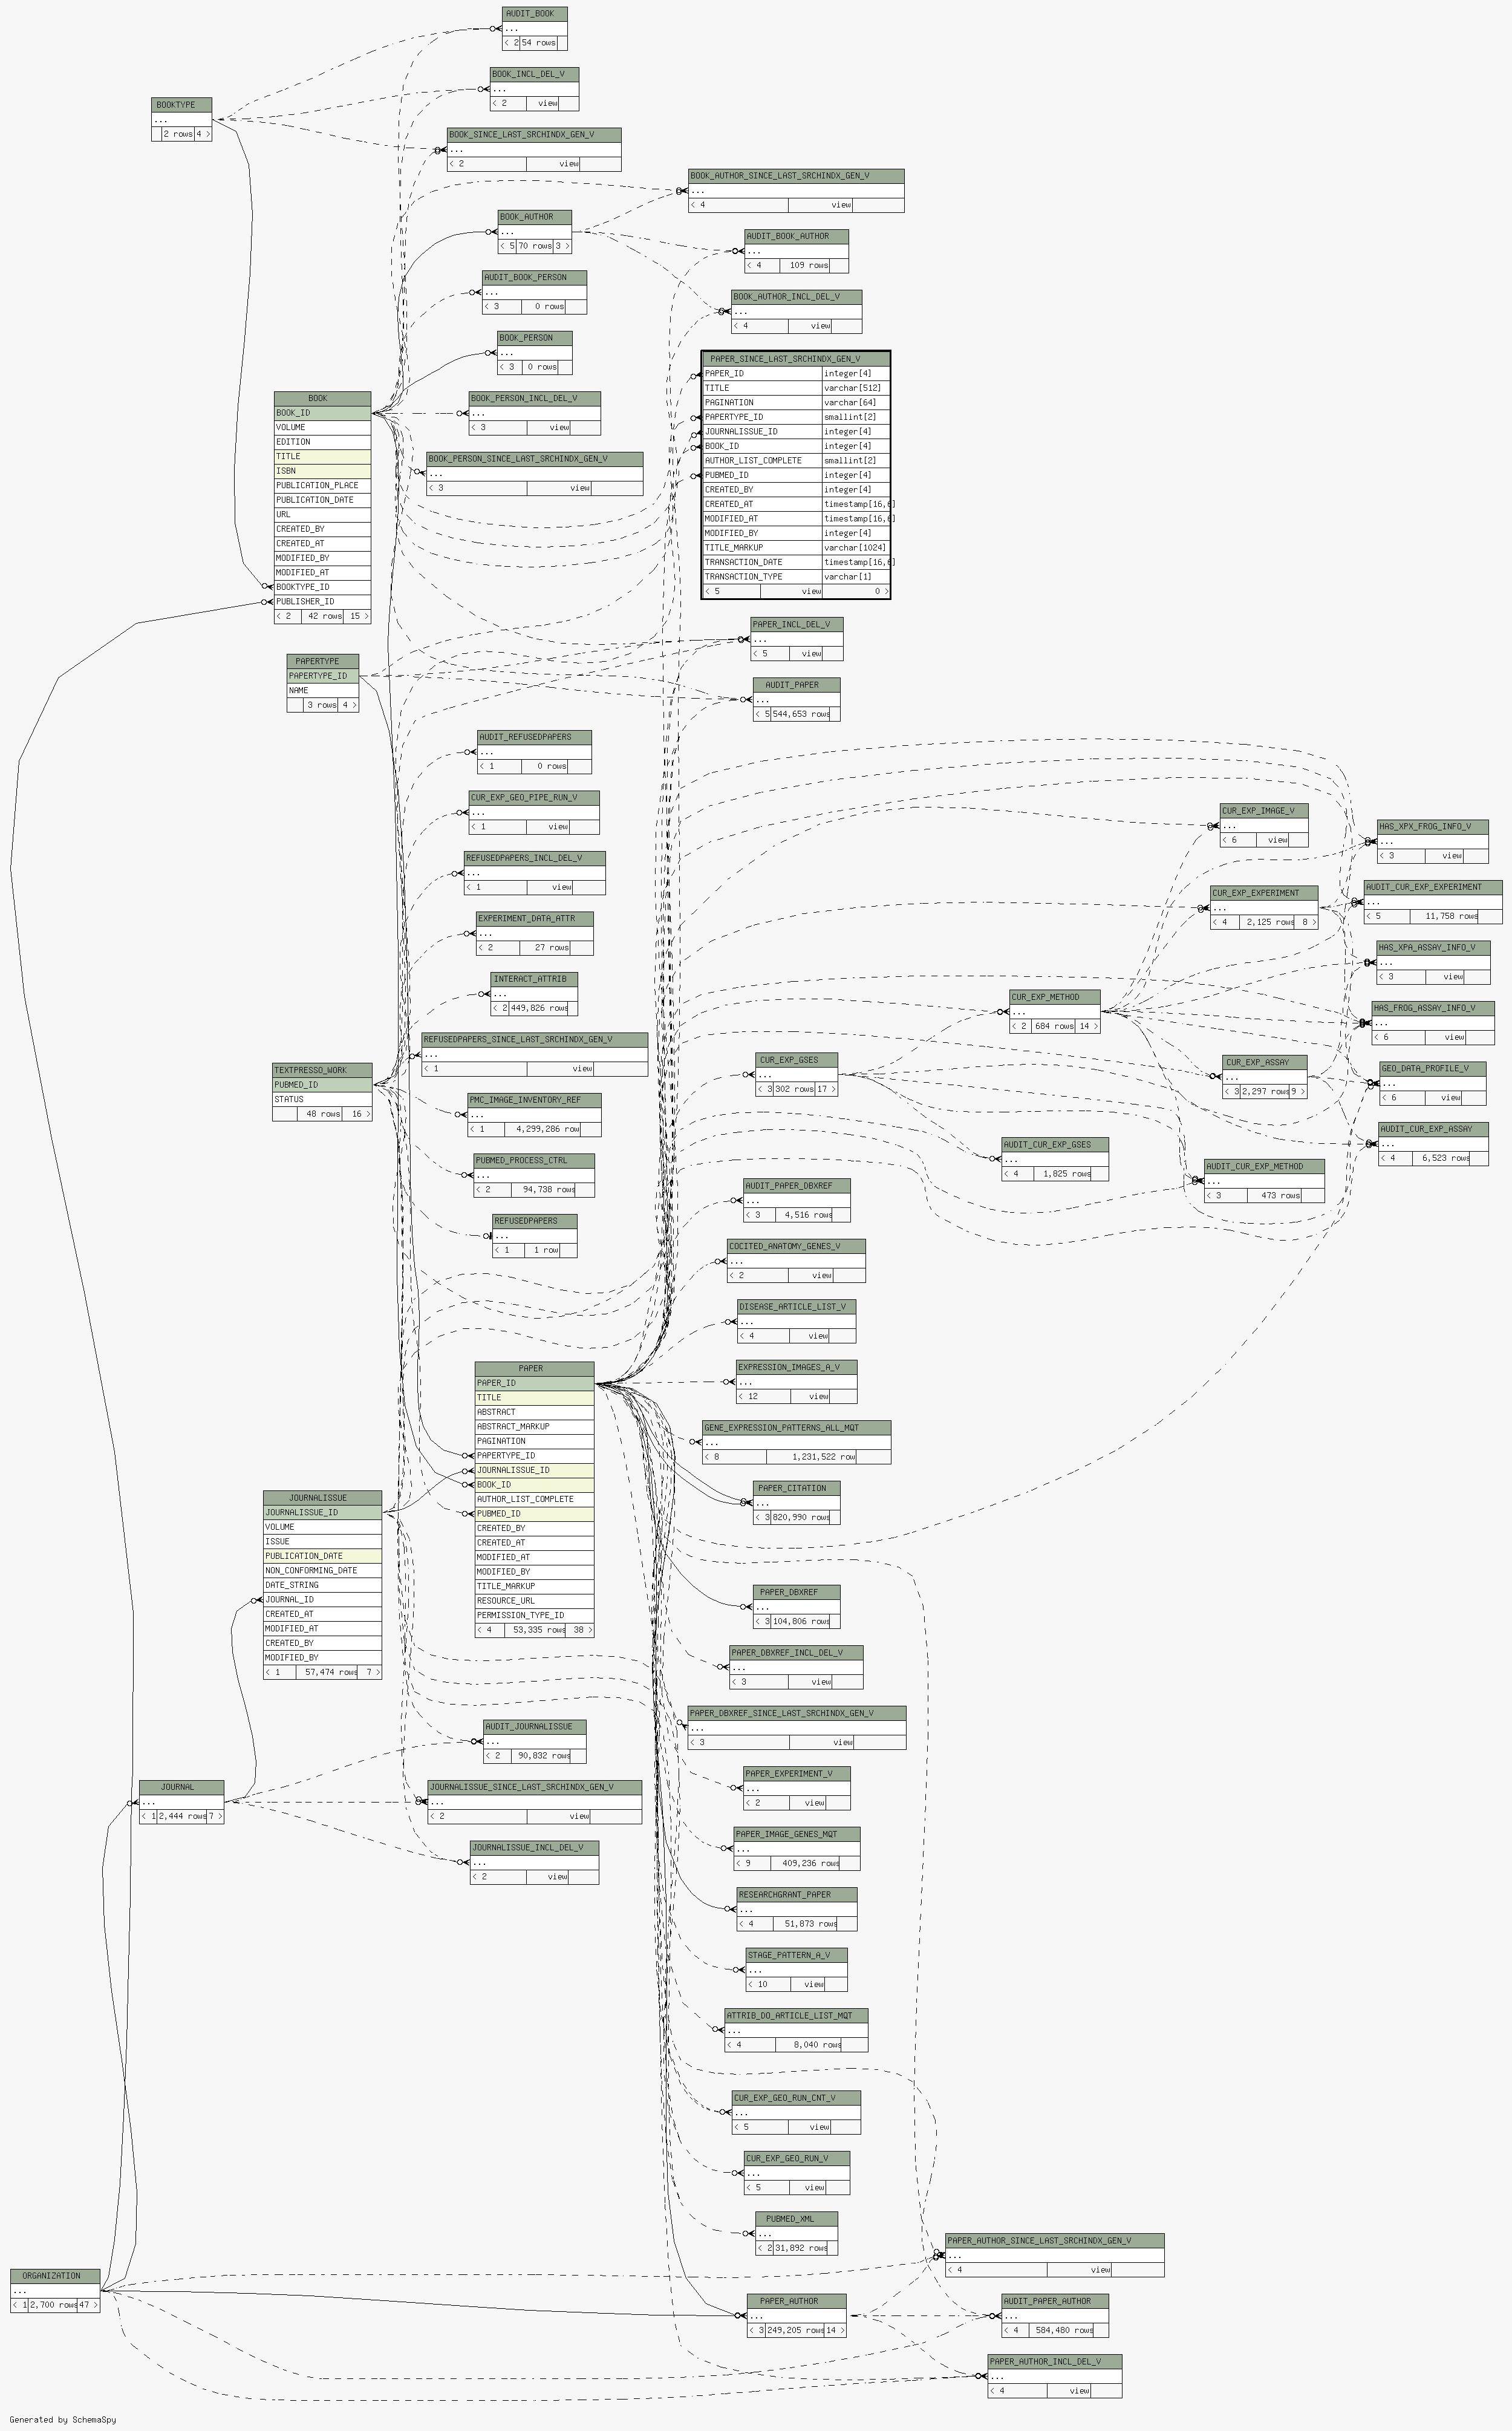 AUDIT_BOOK
...
< 2 54 rows
BOOK_INCL_DEL_V
...
< 2 view
BOOKTYPE
...
2 rows 4 >
BOOK_SINCE_LAST_SRCHINDX_GEN_V
...
< 2 view
BOOK_AUTHOR_SINCE_LAST_SRCHINDX_GEN_V
...
< 4 view
BOOK_AUTHOR
...
< 5 70 rows 3 >
AUDIT_BOOK_AUTHOR
...
< 4 109 rows
AUDIT_BOOK_PERSON
...
< 3 0 rows
BOOK_AUTHOR_INCL_DEL_V
...
< 4 view
BOOK_PERSON
...
< 3 0 rows
BOOK_PERSON_INCL_DEL_V
...
< 3 view
BOOK_PERSON_SINCE_LAST_SRCHINDX_GEN_V
...
< 3 view
BOOK
BOOK_ID
VOLUME
EDITION
TITLE
ISBN
PUBLICATION_PLACE
PUBLICATION_DATE
URL
CREATED_BY
CREATED_AT
MODIFIED_BY
MODIFIED_AT
BOOKTYPE_ID
PUBLISHER_ID
< 2 42 rows 15 >
PAPER_SINCE_LAST_SRCHINDX_GEN_V
PAPER_ID integer[4]
TITLE varchar[512]
PAGINATION varchar[64]
PAPERTYPE_ID smallint[2]
JOURNALISSUE_ID integer[4]
BOOK_ID integer[4]
AUTHOR_LIST_COMPLETE smallint[2]
PUBMED_ID integer[4]
CREATED_BY integer[4]
CREATED_AT timestamp[16,6]
MODIFIED_AT timestamp[16,6]
MODIFIED_BY integer[4]
TITLE_MARKUP varchar[1024]
TRANSACTION_DATE timestamp[16,6]
TRANSACTION_TYPE varchar[1]
< 5 view 0 >
PAPER_INCL_DEL_V
...
< 5 view
PAPERTYPE
PAPERTYPE_ID
NAME
3 rows 4 >
AUDIT_PAPER
...
< 5 544,653 rows
AUDIT_REFUSEDPAPERS
...
< 1 0 rows
CUR_EXP_GEO_PIPE_RUN_V
...
< 1 view
REFUSEDPAPERS_INCL_DEL_V
...
< 1 view
EXPERIMENT_DATA_ATTR
...
< 2 27 rows
INTERACT_ATTRIB
...
< 2 449,826 rows
REFUSEDPAPERS_SINCE_LAST_SRCHINDX_GEN_V
...
< 1 view
TEXTPRESSO_WORK
PUBMED_ID
STATUS
48 rows 16 >
PMC_IMAGE_INVENTORY_REF
...
< 1 4,299,286 row
PUBMED_PROCESS_CTRL
...
< 2 94,738 rows
REFUSEDPAPERS
...
< 1 1 row
CUR_EXP_IMAGE_V
...
< 6 view
HAS_XPX_FROG_INFO_V
...
< 3 view
CUR_EXP_EXPERIMENT
...
< 4 2,125 rows 8 >
AUDIT_CUR_EXP_EXPERIMENT
...
< 5 11,758 rows
HAS_XPA_ASSAY_INFO_V
...
< 3 view
CUR_EXP_METHOD
...
< 2 684 rows 14 >
HAS_FROG_ASSAY_INFO_V
...
< 6 view
CUR_EXP_GSES
...
< 3 302 rows 17 >
CUR_EXP_ASSAY
...
< 3 2,297 rows 9 >
GEO_DATA_PROFILE_V
...
< 6 view
AUDIT_CUR_EXP_GSES
...
< 4 1,825 rows
AUDIT_CUR_EXP_ASSAY
...
< 4 6,523 rows
AUDIT_CUR_EXP_METHOD
...
< 3 473 rows
AUDIT_PAPER_DBXREF
...
< 3 4,516 rows
COCITED_ANATOMY_GENES_V
...
< 2 view
DISEASE_ARTICLE_LIST_V
...
< 4 view
EXPRESSION_IMAGES_A_V
...
< 12 view
GENE_EXPRESSION_PATTERNS_ALL_MQT
...
< 8 1,231,522 row
PAPER
PAPER_ID
TITLE
ABSTRACT
ABSTRACT_MARKUP
PAGINATION
PAPERTYPE_ID
JOURNALISSUE_ID
BOOK_ID
AUTHOR_LIST_COMPLETE
PUBMED_ID
CREATED_BY
CREATED_AT
MODIFIED_AT
MODIFIED_BY
TITLE_MARKUP
RESOURCE_URL
PERMISSION_TYPE_ID
< 4 53,335 rows 38 >
PAPER_CITATION
...
< 3 820,990 rows
JOURNALISSUE
JOURNALISSUE_ID
VOLUME
ISSUE
PUBLICATION_DATE
NON_CONFORMING_DATE
DATE_STRING
JOURNAL_ID
CREATED_AT
MODIFIED_AT
CREATED_BY
MODIFIED_BY
< 1 57,474 rows 7 >
PAPER_DBXREF
...
< 3 104,806 rows
PAPER_DBXREF_INCL_DEL_V
...
< 3 view
PAPER_DBXREF_SINCE_LAST_SRCHINDX_GEN_V
...
< 3 view
AUDIT_JOURNALISSUE
...
< 2 90,832 rows
JOURNAL
...
< 1 2,444 rows 7 >
JOURNALISSUE_SINCE_LAST_SRCHINDX_GEN_V
...
< 2 view
PAPER_EXPERIMENT_V
...
< 2 view
JOURNALISSUE_INCL_DEL_V
...
< 2 view
PAPER_IMAGE_GENES_MQT
...
< 9 409,236 rows
RESEARCHGRANT_PAPER
...
< 4 51,873 rows
STAGE_PATTERN_A_V
...
< 10 view
ATTRIB_DO_ARTICLE_LIST_MQT
...
< 4 8,040 rows
CUR_EXP_GEO_RUN_CNT_V
...
< 5 view
CUR_EXP_GEO_RUN_V
...
< 5 view
PUBMED_XML
...
< 2 31,892 rows
PAPER_AUTHOR_SINCE_LAST_SRCHINDX_GEN_V
...
< 4 view
ORGANIZATION
...
< 1 2,700 rows 47 >
PAPER_AUTHOR
...
< 3 249,205 rows 14 >
AUDIT_PAPER_AUTHOR
...
< 4 584,480 rows
PAPER_AUTHOR_INCL_DEL_V
...
< 4 view
Generated by SchemaSpy